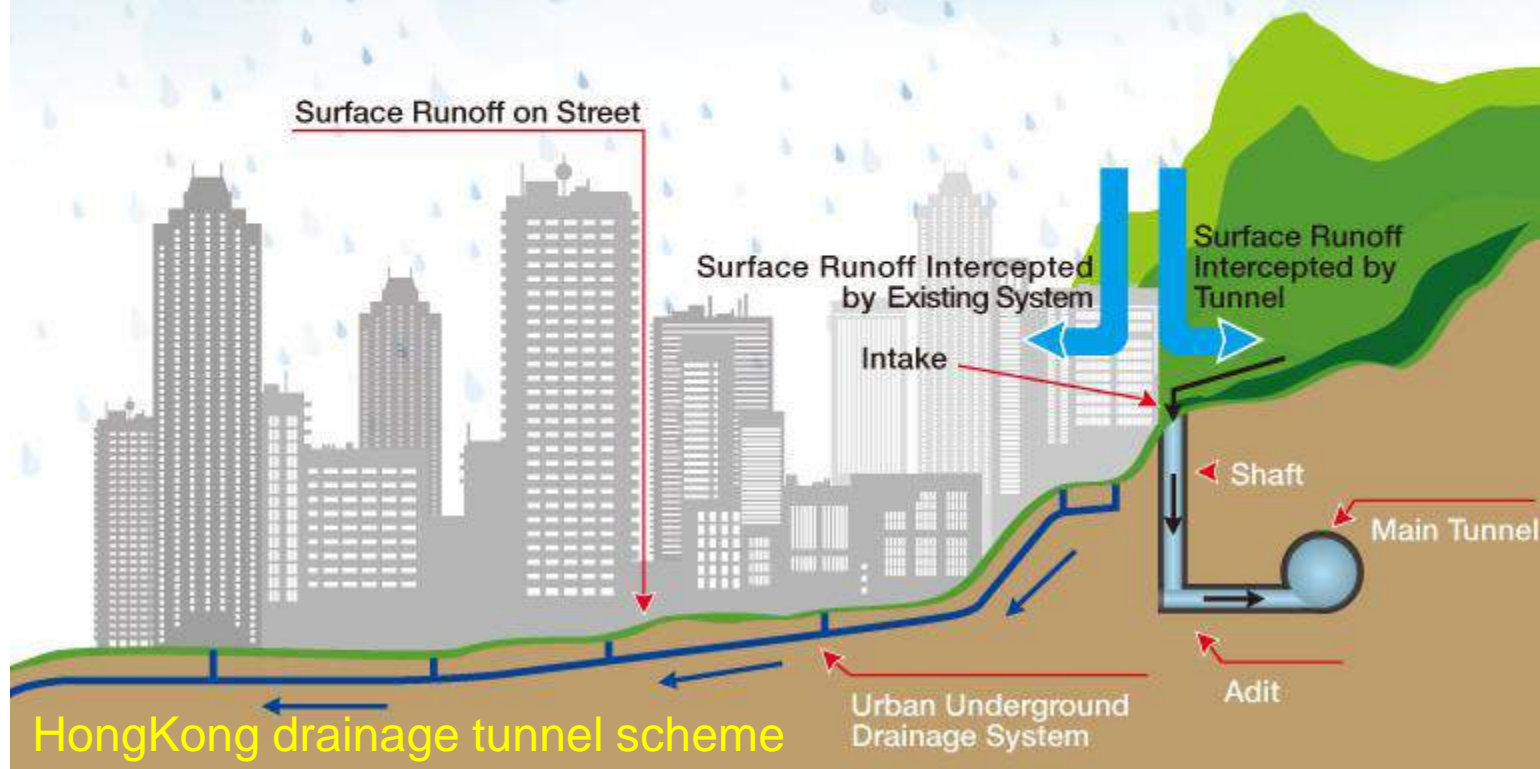 Surface Runoff on Street
Surface Runoff Intercepted
by Existing System
Surface Runoff
Intercepted by
Tunnel
Intake
Shaft
Main Tunnel
Adit
Urban Underground
Drainage System
HongKong drainage tunnel scheme